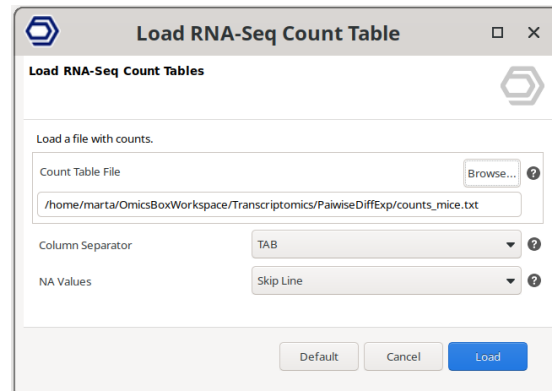 Load RNA-Seq Count Table
Load RNA-Seq Count Tables
Load a file with counts.
Count Table File
Browse...
/home/marta/OmicsBoxWorkspace/Transcriptomics/PaiwiseDiffExp/counts_mice.txt
Column Separator TAB
NA Values Skip Line
Default Cancel Load